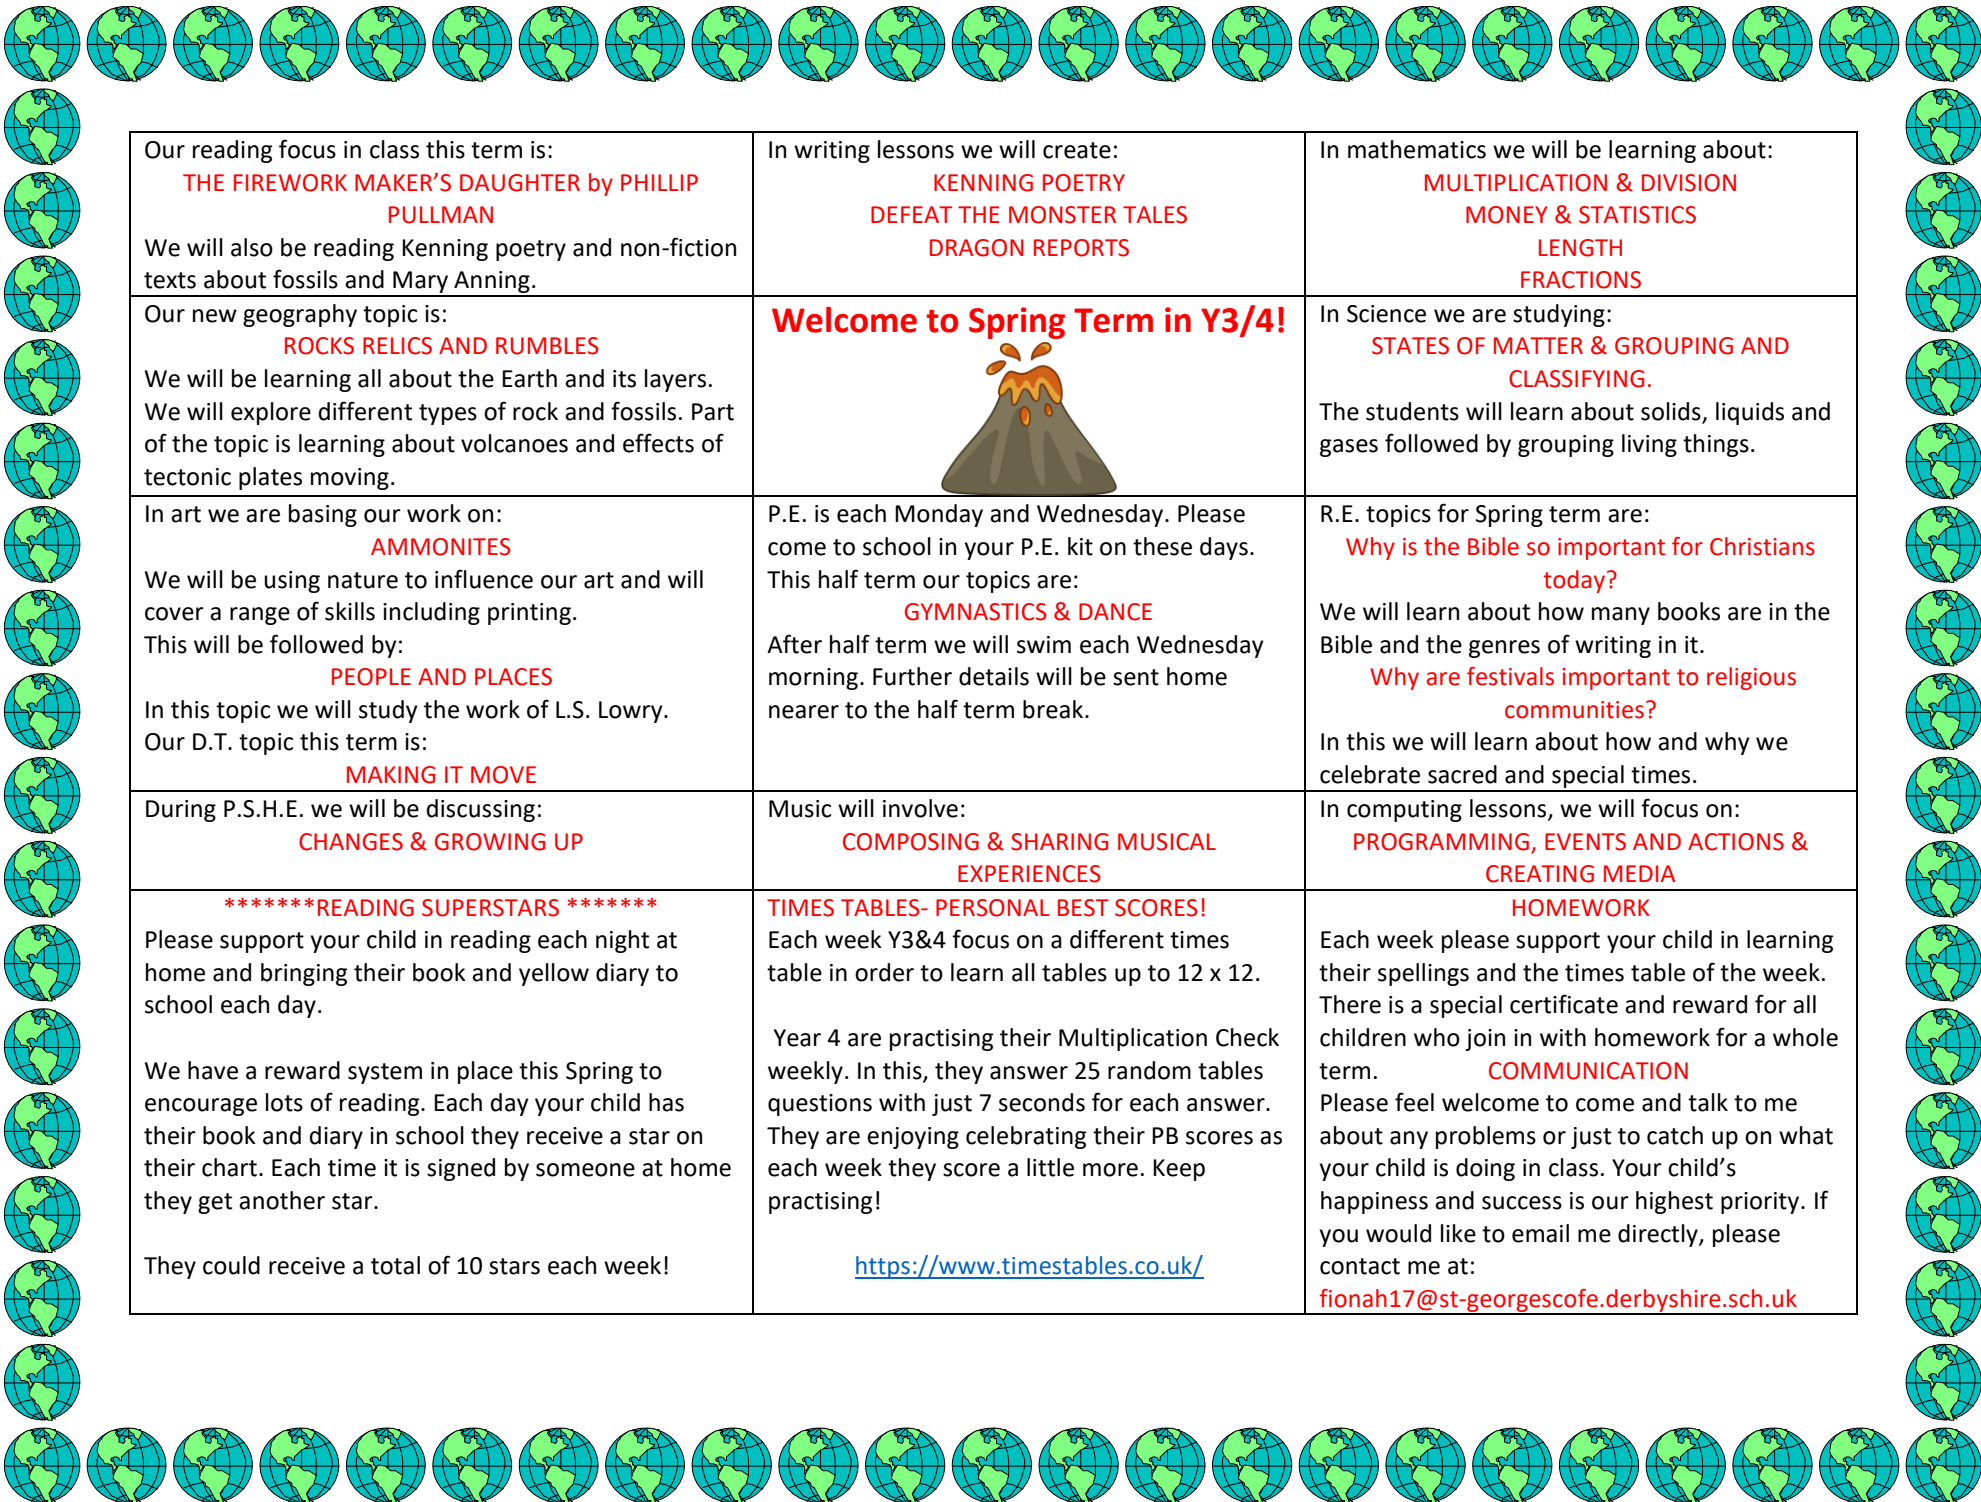 Our reading focus in class this term is:
THE FIREWORK MAKER’S DAUGHTER by PHILLIP
PULLMAN
We will also be reading Kenning poetry and non-fiction
texts about fossils and Mary Anning.
In writing lessons we will create:
KENNING POETRY
DEFEAT THE MONSTER TALES
DRAGON REPORTS
In mathematics we will be learning about:
MULTIPLICATION & DIVISION
MONEY & STATISTICS
LENGTH
FRACTIONS
Our new geography topic is:
ROCKS RELICS AND RUMBLES
We will be learning all about the Earth and its layers.
We will explore different types of rock and fossils. Part
of the topic is learning about volcanoes and effects of
tectonic plates moving.
Welcome to Spring Term in Y3/4!
In Science we are studying:
STATES OF MATTER & GROUPING AND
CLASSIFYING.
The students will learn about solids, liquids and
gases followed by grouping living things.
In art we are basing our work on:
AMMONITES
We will be using nature to influence our art and will
cover a range of skills including printing.
This will be followed by:
PEOPLE AND PLACES
In this topic we will study the work of L.S. Lowry.
Our D.T. topic this term is:
MAKING IT MOVE
P.E. is each Monday and Wednesday. Please
come to school in your P.E. kit on these days.
This half term our topics are:
GYMNASTICS & DANCE
After half term we will swim each Wednesday
morning. Further details will be sent home
nearer to the half term break.
R.E. topics for Spring term are:
Why is the Bible so important for Christians
today?
We will learn about how many books are in the
Bible and the genres of writing in it.
Why are festivals important to religious
communities?
In this we will learn about how and why we
celebrate sacred and special times.
During P.S.H.E. we will be discussing:
CHANGES & GROWING UP
Music will involve:
COMPOSING & SHARING MUSICAL
EXPERIENCES
In computing lessons, we will focus on:
PROGRAMMING, EVENTS AND ACTIONS &
CREATING MEDIA
*******READING SUPERSTARS *******
Please support your child in reading each night at
home and bringing their book and yellow diary to
school each day.
We have a reward system in place this Spring to
encourage lots of reading. Each day your child has
their book and diary in school they receive a star on
their chart. Each time it is signed by someone at home
they get another star.
They could receive a total of 10 stars each week!
TIMES TABLES- PERSONAL BEST SCORES!
Each week Y3&4 focus on a different times
table in order to learn all tables up to 12 x 12.
Year 4 are practising their Multiplication Check
weekly. In this, they answer 25 random tables
questions with just 7 seconds for each answer.
They are enjoying celebrating their PB scores as
each week they score a little more. Keep
practising!
https://www.timestables.co.uk/
HOMEWORK
Each week please support your child in learning
their spellings and the times table of the week.
There is a special certificate and reward for all
children who join in with homework for a whole
term. COMMUNICATION
Please feel welcome to come and talk to me
about any problems or just to catch up on what
your child is doing in class. Your child’s
happiness and success is our highest priority. If
you would like to email me directly, please
contact me at:
fionah17@st-georgescofe.derbyshire.sch.uk